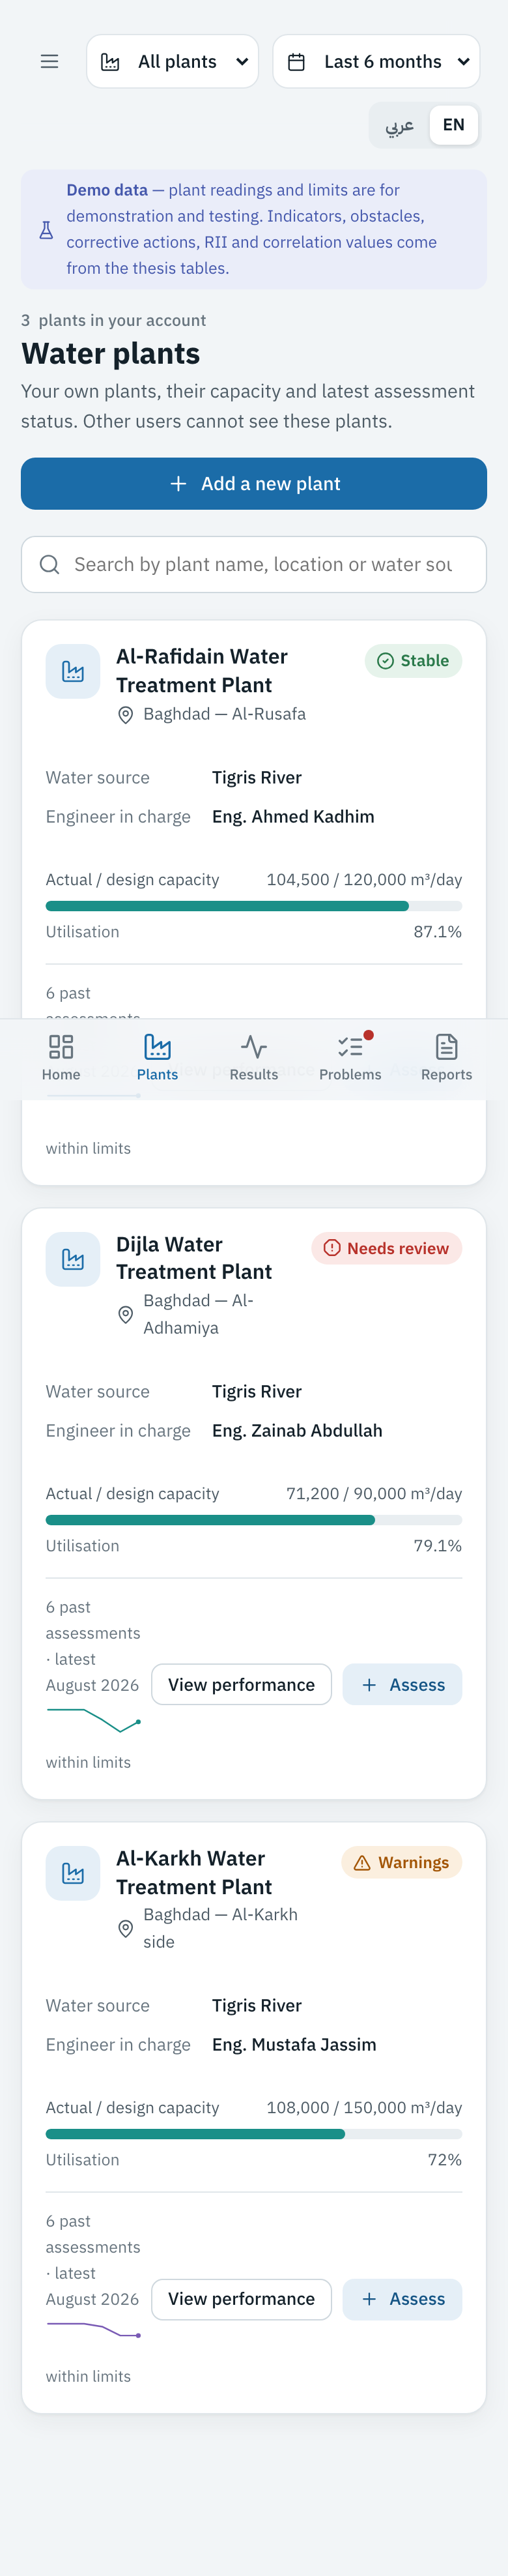 All plants
Last 6 months
عربي
EN
Demo data — plant readings and limits are for
demonstration and testing. Indicators, obstacles,
corrective actions, RII and correlation values come
from the thesis tables.
3 plants in your account
Water plants
Your own plants, their capacity and latest assessment
status. Other users cannot see these plants.
Add a new plant
Search by plant name, location or water sou
Al-Rafidain Water
Treatment Plant
Stable
Baghdad — Al-Rusafa
Water source Tigris River
Engineer in charge Eng. Ahmed Kadhim
Actual / design capacity 104,500 / 120,000 m³/day
Utilisation 87.1%
6 past
assessments
Home
Plants
Results
Problems
Reports
within limits
Dijla Water
Treatment Plant
Needs review
Baghdad — Al-
Adhamiya
Water source Tigris River
Engineer in charge Eng. Zainab Abdullah
Actual / design capacity 71,200 / 90,000 m³/day
Utilisation 79.1%
6 past
assessments
· latest
August 2026
View performance
Assess
within limits
Al-Karkh Water
Treatment Plant
Warnings
Baghdad — Al-Karkh
side
Water source Tigris River
Engineer in charge Eng. Mustafa Jassim
Actual / design capacity 108,000 / 150,000 m³/day
Utilisation 72%
6 past
assessments
· latest
August 2026
View performance
Assess
within limits